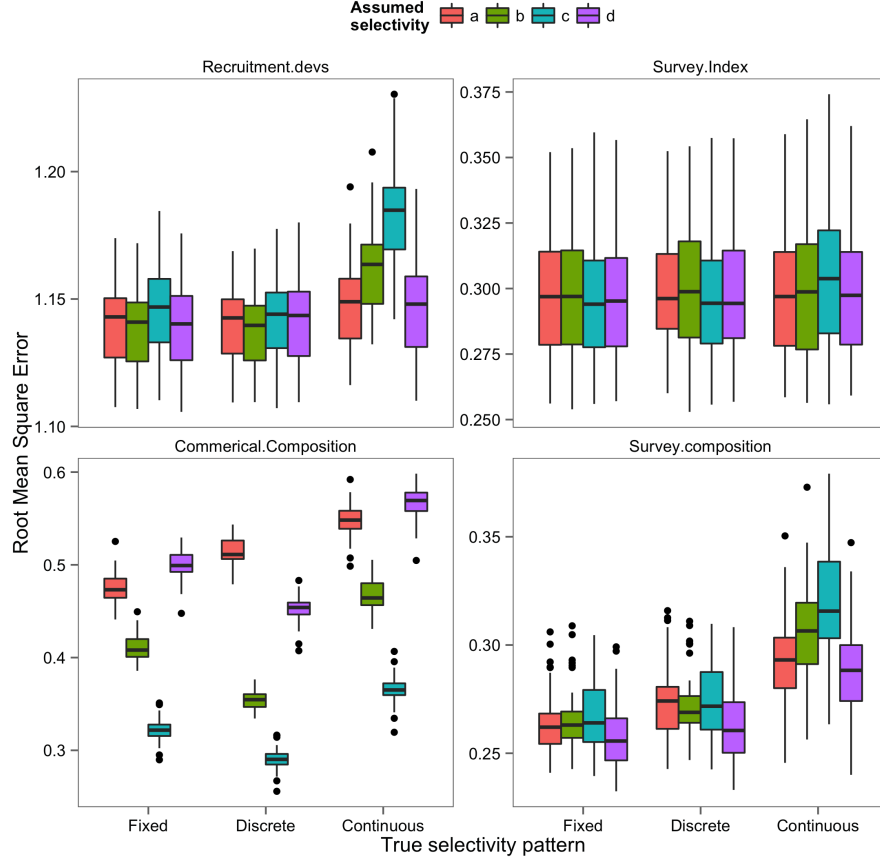 Assumed
selectivity
a b c d
Recruitment.devs
Survey.Index
1.20
1.15
1.10
0.375
0.350
0.325
0.300
0.275
0.250
Commerical.Composition
Survey.composition
0.6
0.5
0.4
0.3
0.35
0.30
0.25
Root Mean Square Error
Fixed Discrete Continuous
Fixed Discrete Continuous
True selectivity pattern